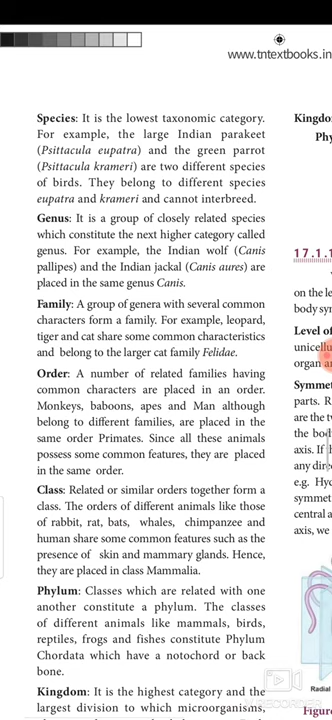 www.tntextbooks.in
Species: It is the lowest taxonomic category.
For example, the large Indian parakeet
(Psittacula eupatra) and the green parrot
(Psittacula krameri) are two different species
of birds. They belong to different species
eupatra and krameri and cannot interbreed.
Genus: It is a group of closely related species
which constitute the next higher category called
genus. For example, the Indian wolf (Canis
pallipes) and the Indian jackal (Canis aures) are
placed in the same genus Canis.
Family: A group of genera with several common
characters form a family. For example, leopard,
tiger and cat share some common characteristics
and belong to the larger cat family Felidae.
Order: A number of related families having
common characters are placed in an order.
Monkeys, baboons, apes and Man although
belong to different families, are placed in the
same order Primates. Since all these animals
possess some common features, they are placed
in the same order.
Class: Related or similar orders together form a
class. The orders of different animals like those
of rabbit, rat, bats, whales, chimpanzee and
human share some common features such as the
presence of skin and mammary glands. Hence,
they are placed in class Mammalia.
Phylum: Classes which are related with one
another constitute a phylum. The classes
of different animals like mammals, birds,
reptiles, frogs and fishes constitute Phylum
Chordata which have a notochord or back
bone.
Kingdom: It is the highest category and the
largest division to which microorganisms,
Phy
17.1.1
on the le
body sy
Level of
unicellu
organ a
Symmet
parts. R
are the tw
the bod
axis. If
any dire
e.g. Hyd
symmet
central a
axis, we
Radial
Figure